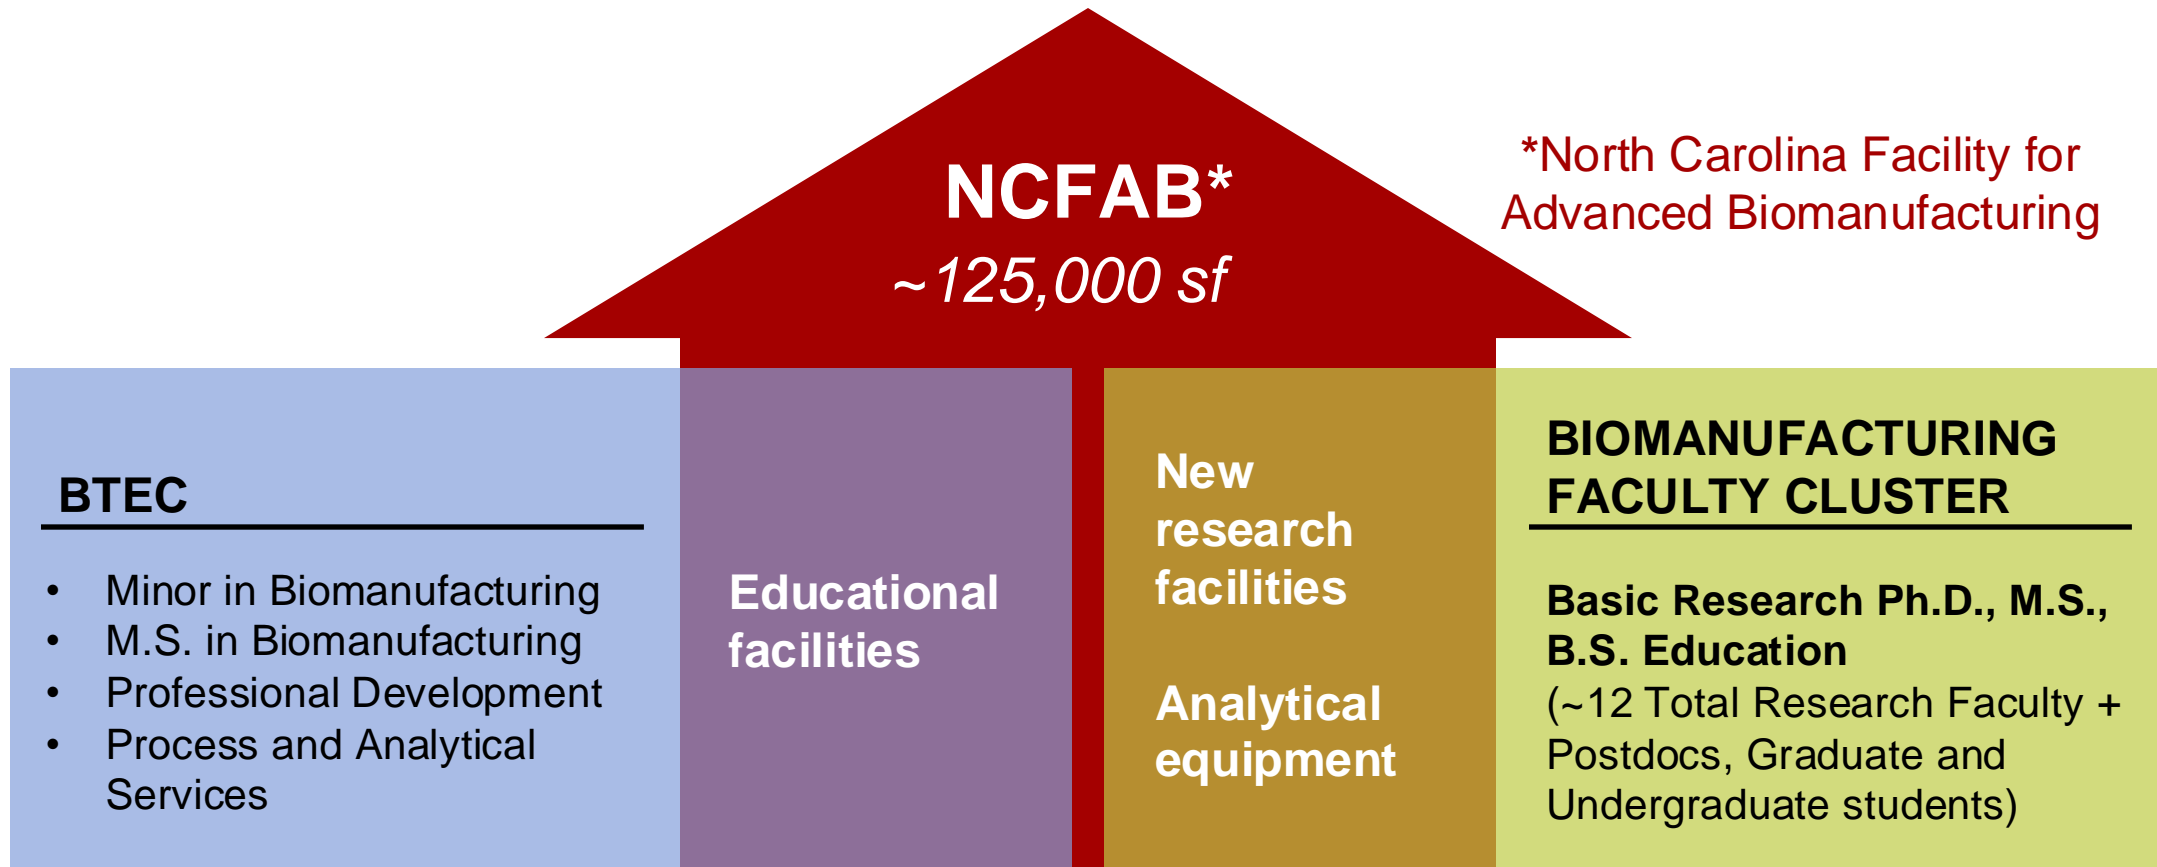 NCFAB*
~125,000 sf
*North Carolina Facility for
Advanced Biomanufacturing
BTEC
• Minor in Biomanufacturing
• M.S. in Biomanufacturing
• Professional Development
• Process and Analytical
Services
Educational
facilities
New
research
facilities
Analytical
equipment
BIOMANUFACTURING
FACULTY CLUSTER
Basic Research Ph.D., M.S.,
B.S. Education
(~12 Total Research Faculty +
Postdocs, Graduate and
Undergraduate students)